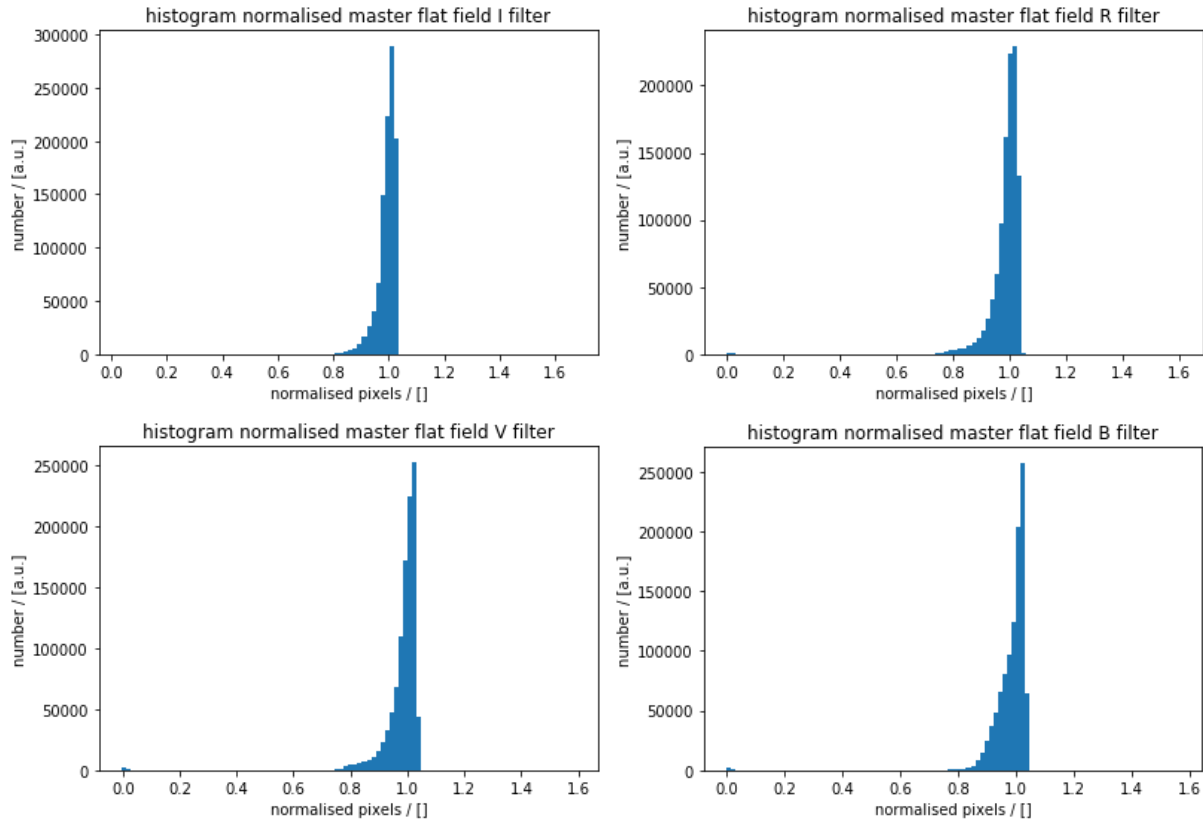 histogram normalised master flat field I filter
300000
250000
200000
150000
100000
50000
0
number / [a.u.]
0.0 0.2 0.4 0.6 0.8 1.0 1.2 1.4 1.6
normalised pixels / []
histogram normalised master flat field R filter
200000
150000
100000
50000
0
number / [a.u.]
0.0 0.2 0.4 0.6 0.8 1.0 1.2 1.4 1.6
normalised pixels / []
histogram normalised master flat field V filter
250000
200000
150000
100000
50000
0
number / [a.u.]
0.0 0.2 0.4 0.6 0.8 1.0 1.2 1.4 1.6
normalised pixels / []
histogram normalised master flat field B filter
250000
200000
150000
100000
50000
0
number / [a.u.]
0.0 0.2 0.4 0.6 0.8 1.0 1.2 1.4 1.6
normalised pixels / []